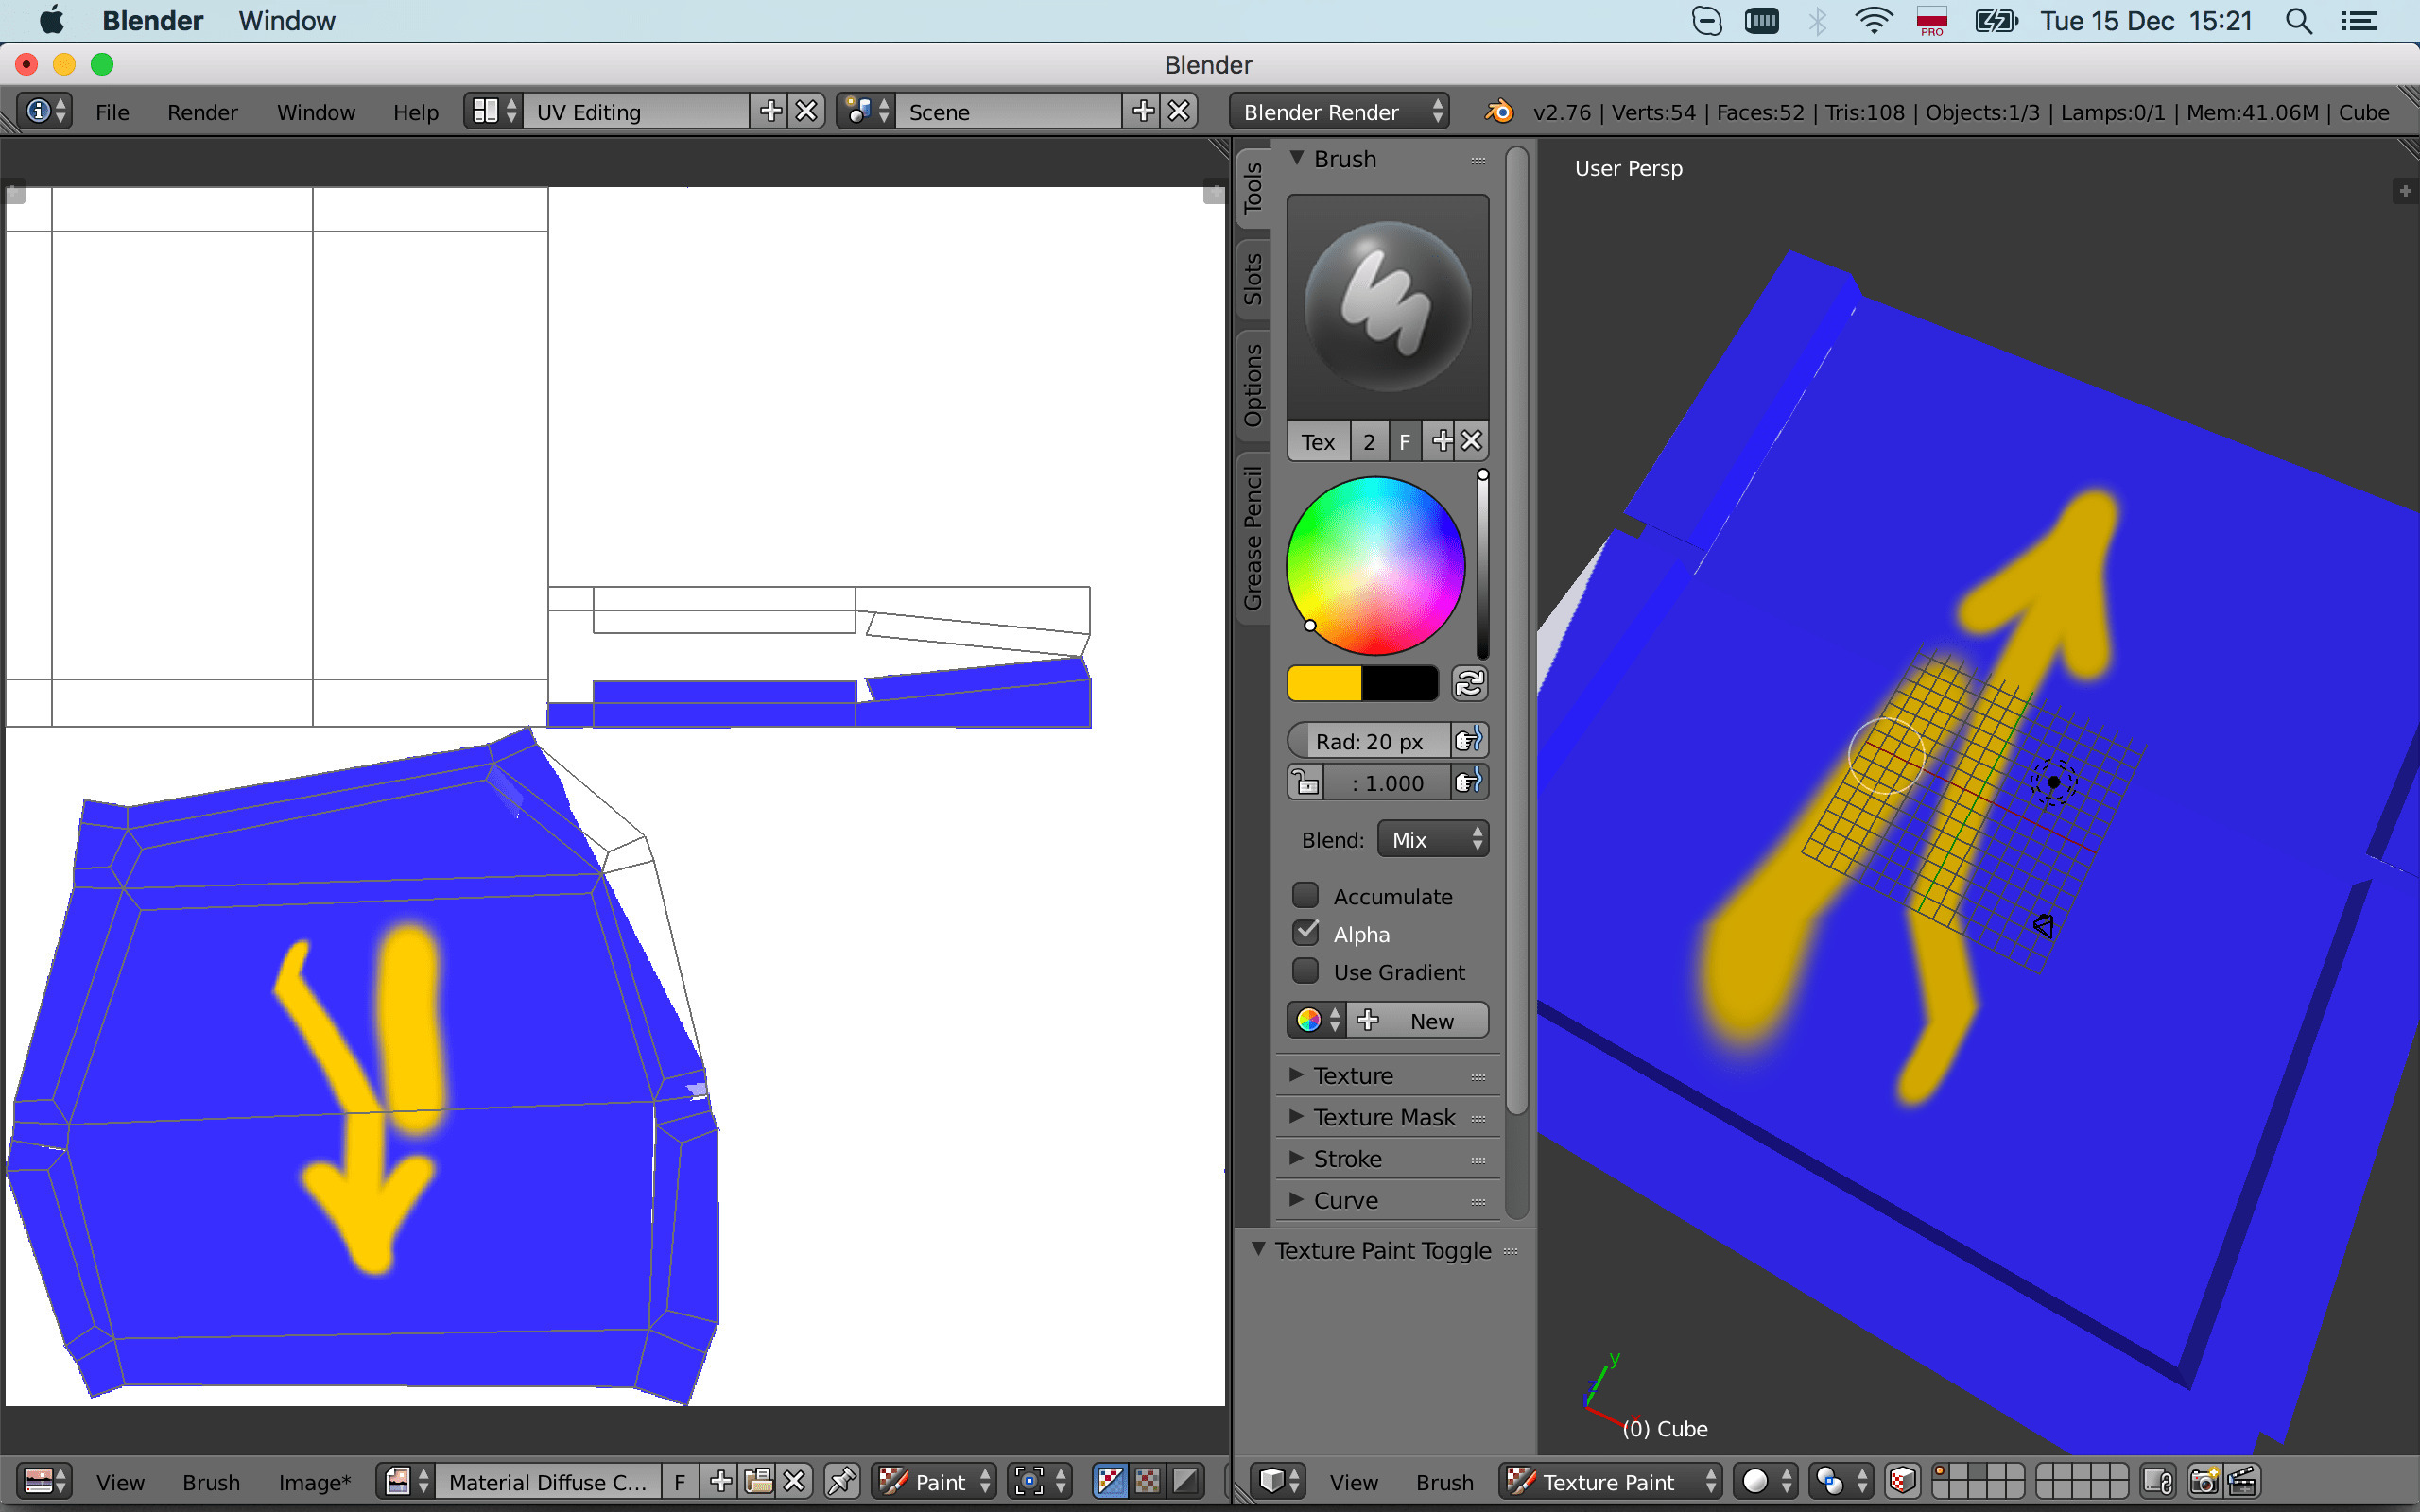 Blender Window PRO Tue 15 Dec 15:21
Blender
File Render Window Help UV Editing Scene Blender Render v2.76 | Verts:54 | Faces:52 | Tris:108 | Objects:1/3 | Lamps:0/1 | Mem:41.06M | Cube
Tools
Slots
Options
Grease Pencil
Brush
Tex 2 F
Rad: 20 px
: 1.000
Blend: Mix
Accumulate
Alpha
Use Gradient
New
Texture
Texture Mask
Stroke
Curve
Texture Paint Toggle
User Persp
y
(0) Cube
View Brush Image* Material Diffuse C... F Paint
View Brush Texture Paint